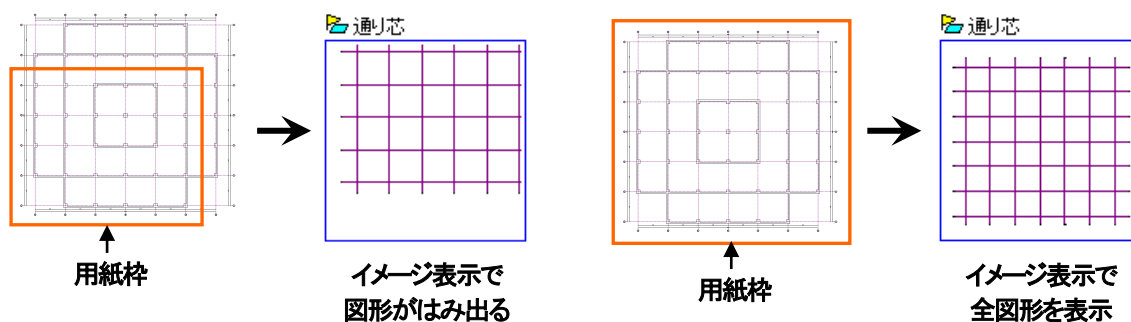 通り芯
通り芯
用紙枠
イメージ表示で
図形がはみ出る
用紙枠
イメージ表示で
全図形を表示